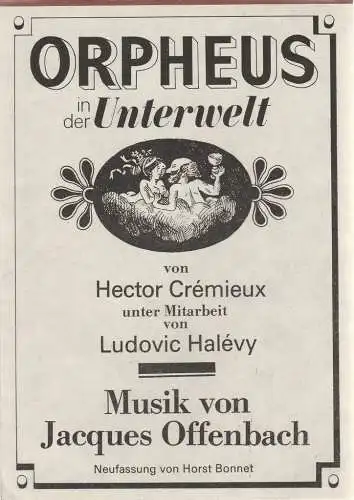 ORPHEUS
in der Unterwelt
von
Hector Crémieux
unter Mitarbeit
von
Ludovic Halévy
Musik von
Jacques Offenbach
Neufassung von Horst Bonnet